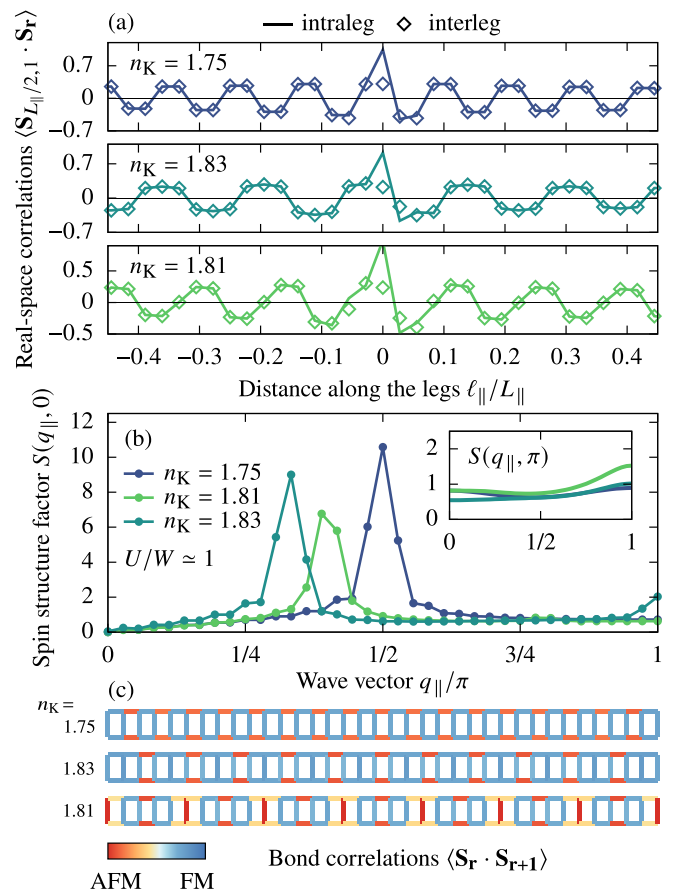 (a) intraleg interleg
Real-space correlations ⟨S_{L∥/2,1} · S_r⟩
n_K = 1.75
0.7
0
−0.7
n_K = 1.83
0.7
0
−0.7
n_K = 1.81
0.5
0
−0.5
−0.4 −0.3 −0.2 −0.1 0 0.1 0.2 0.3 0.4
Distance along the legs ℓ∥/L∥
Spin structure factor S(q∥, 0)
12
10
8
6
4
2
0
(b)
n_K = 1.75
n_K = 1.81
n_K = 1.83
U/W ≃ 1
S(q∥, π)
2
1
0
0 1/2 1
0 1/4 1/2 3/4 1
Wave vector q∥/π
(c)
n_K =
1.75
1.83
1.81
AFM FM
Bond correlations ⟨S_r · S_{r+1}⟩